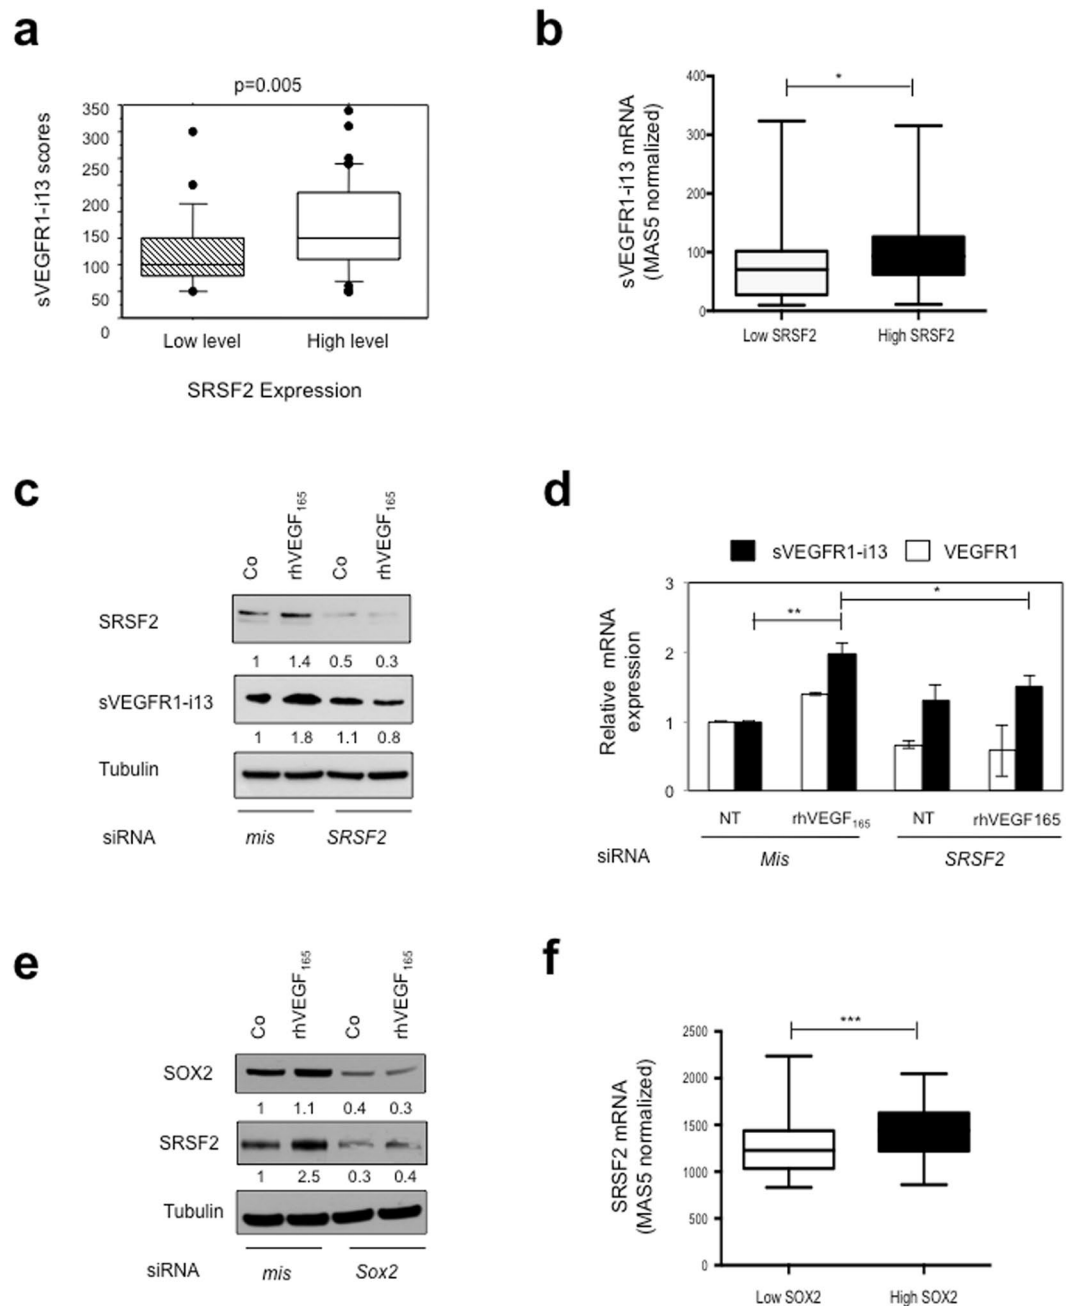 a
p=0.005
sVEGFR1-i13 scores
350
300
250
200
150
100
50
0
Low level
High level
SRSF2 Expression
b
*
sVEGFR1-i13 mRNA
(MAS5 normalized)
400
300
200
100
0
Low SRSF2
High SRSF2
c
Co
rhVEGF165
Co
rhVEGF165
SRSF2
1 1.4 0.5 0.3
sVEGFR1-i13
1 1.8 1.1 0.8
Tubulin
siRNA
mis
SRSF2
d
sVEGFR1-i13
VEGFR1
**
*
Relative mRNA
expression
3
2
1
0
NT
rhVEGF165
NT
rhVEGF165
siRNA
Mis
SRSF2
e
Co
rhVEGF165
Co
rhVEGF165
SOX2
1 1.1 0.4 0.3
SRSF2
1 2.5 0.3 0.4
Tubulin
siRNA
mis
Sox2
f
***
SRSF2 mRNA
(MAS5 normalized)
2500
2000
1500
1000
500
0
Low SOX2
High SOX2